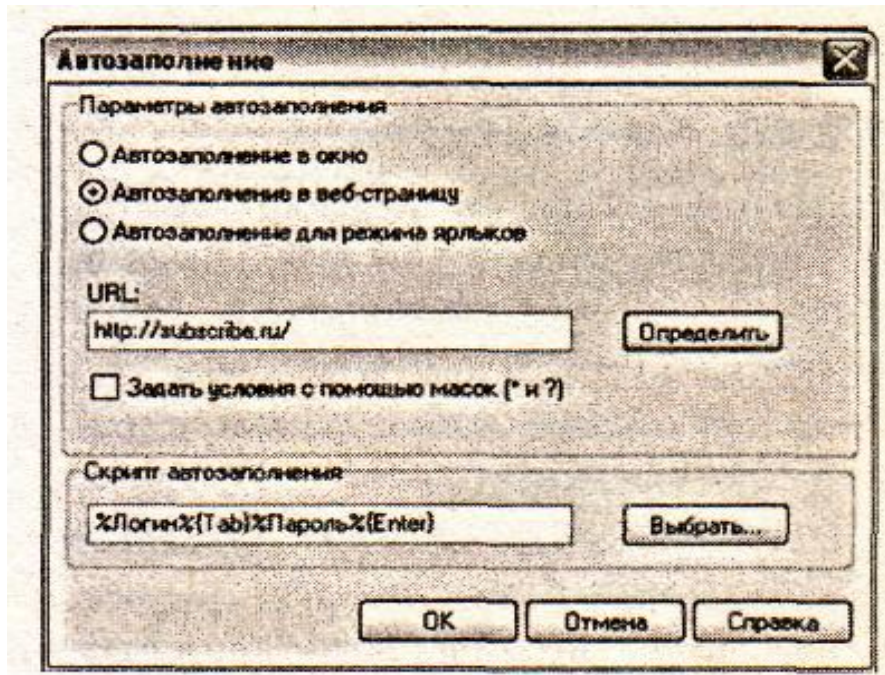 Автозаполнение
Параметры автозаполнения
Автозаполнение в окно
Автозаполнение в веб-страницу
Автозаполнение для режима ярлыков
URL:
http://subscribe.ru/
Определить
Задать условия с помощью масок (* и ?)
Скрипт автозаполнения
%Логин%{Tab}%Пароль%{Enter}
Выбрать...
OK Отмена Справка